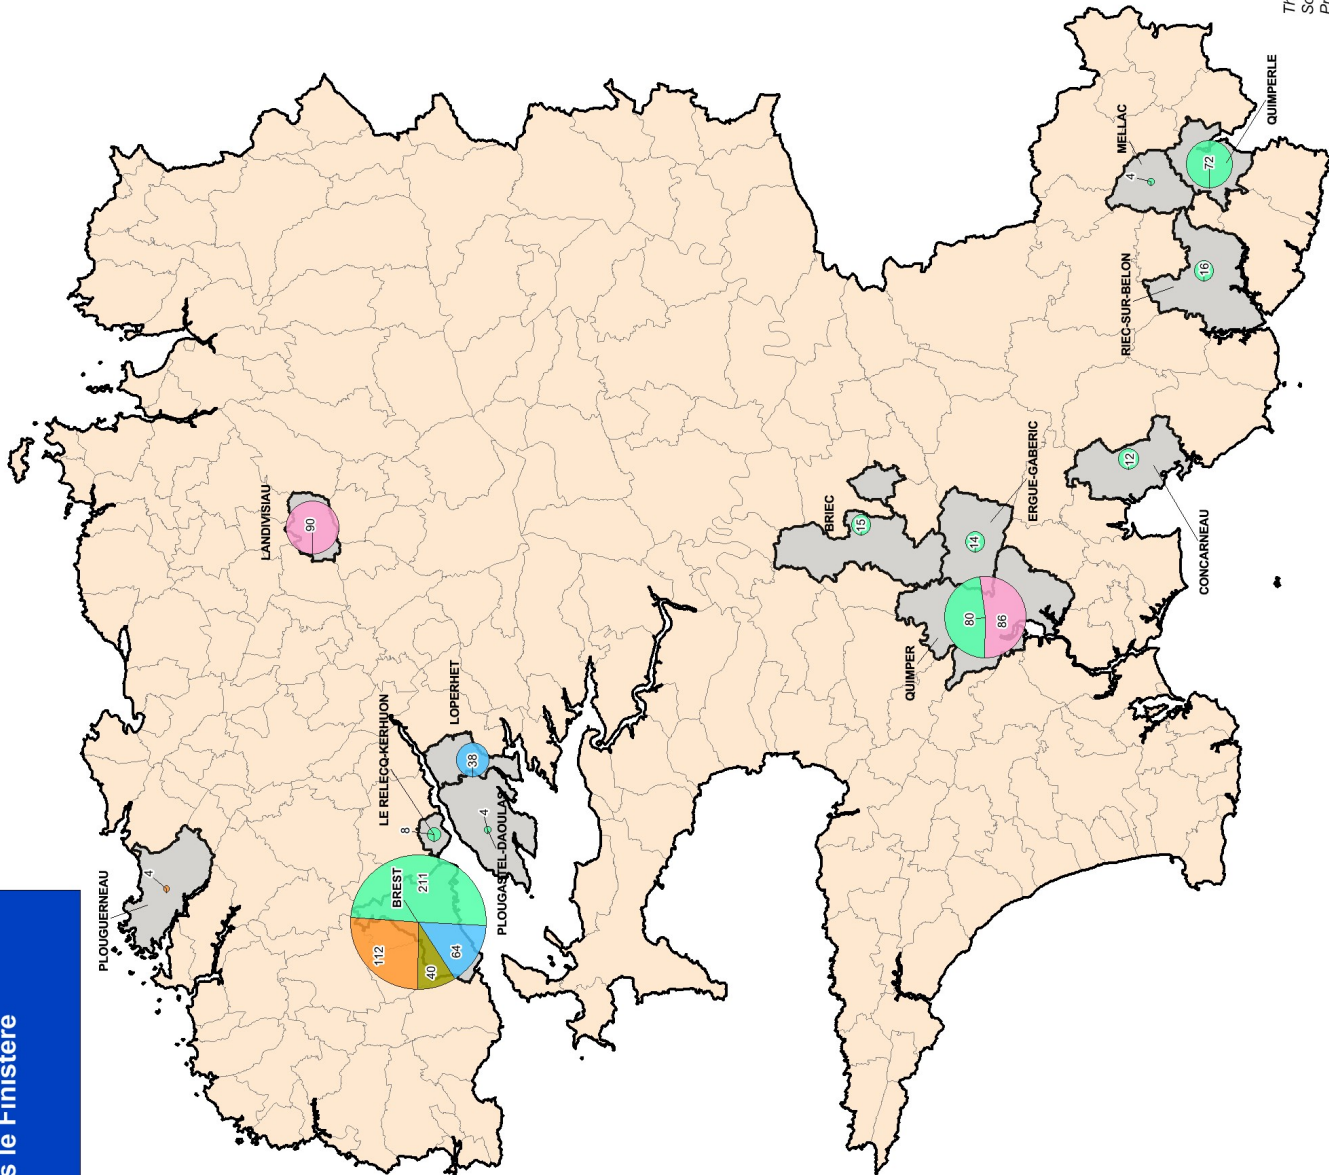 le Finistere
PLOUGUERNEAU
4
LANDIVISIAU
90
BREST
211
112
40
64
LE RELECQ-KERHUON
8
LOPERHET
38
PLOUGASTEL-DAOULAS
4
BRIEC
15
ERGUE-GABERIC
14
QUIMPER
80
86
CONCARNEAU
12
RIEC-SUR-BELON
16
MELLAC
4
QUIMPERLE
72